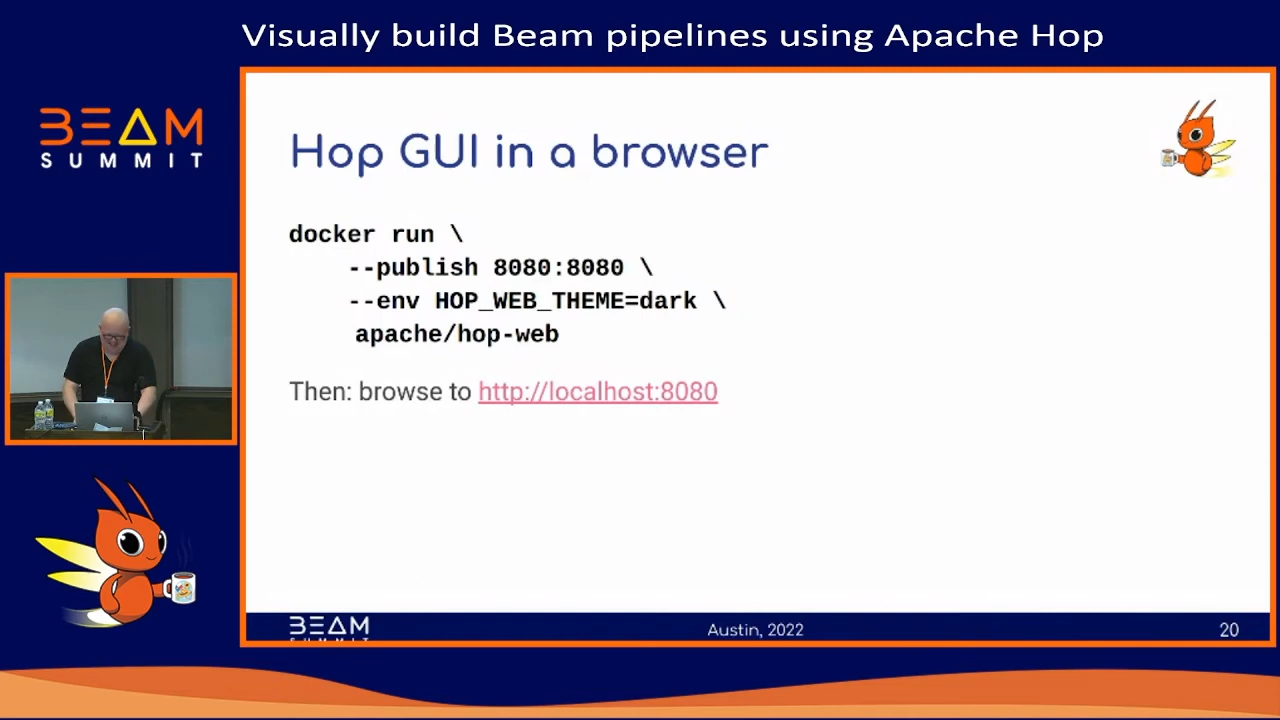 Visually build Beam pipelines using Apache Hop
BEAM
SUMMIT
Hop GUI in a browser
docker run \
--publish 8080:8080 \
--env HOP_WEB_THEME=dark \
apache/hop-web
Then: browse to http://localhost:8080
BEAM
SUMMIT
Austin, 2022
20